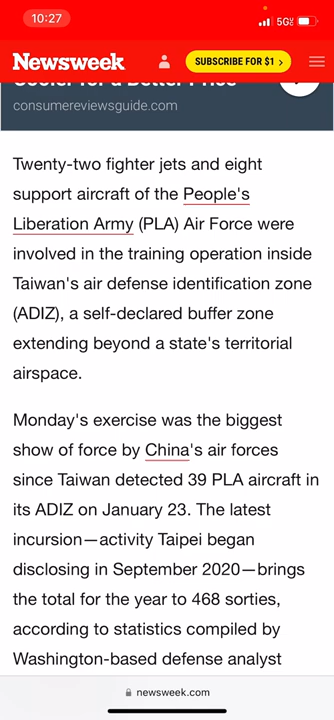 10:27
5G
Newsweek
SUBSCRIBE FOR $1 >
consumereviewsguide.com
Twenty-two fighter jets and eight
support aircraft of the People's
Liberation Army (PLA) Air Force were
involved in the training operation inside
Taiwan's air defense identification zone
(ADIZ), a self-declared buffer zone
extending beyond a state's territorial
airspace.
Monday's exercise was the biggest
show of force by China's air forces
since Taiwan detected 39 PLA aircraft in
its ADIZ on January 23. The latest
incursion—activity Taipei began
disclosing in September 2020—brings
the total for the year to 468 sorties,
according to statistics compiled by
Washington-based defense analyst
newsweek.com